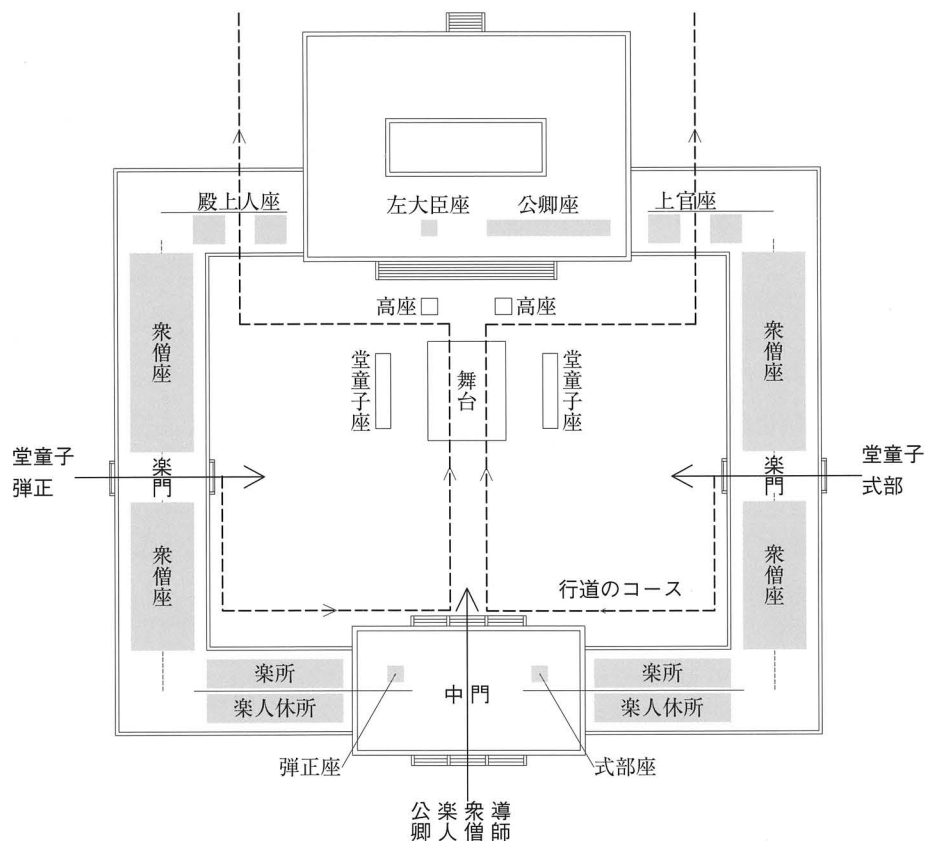 殿上人座
左大臣座
公卿座
上官座
高座
高座
衆僧座
堂童子座
舞台
堂童子座
衆僧座
堂童子
弾正
楽門
楽門
堂童子
式部
衆僧座
行道のコース
衆僧座
楽所
楽人休所
中門
楽所
楽人休所
弾正座
式部座
公卿
楽人
衆僧
導師